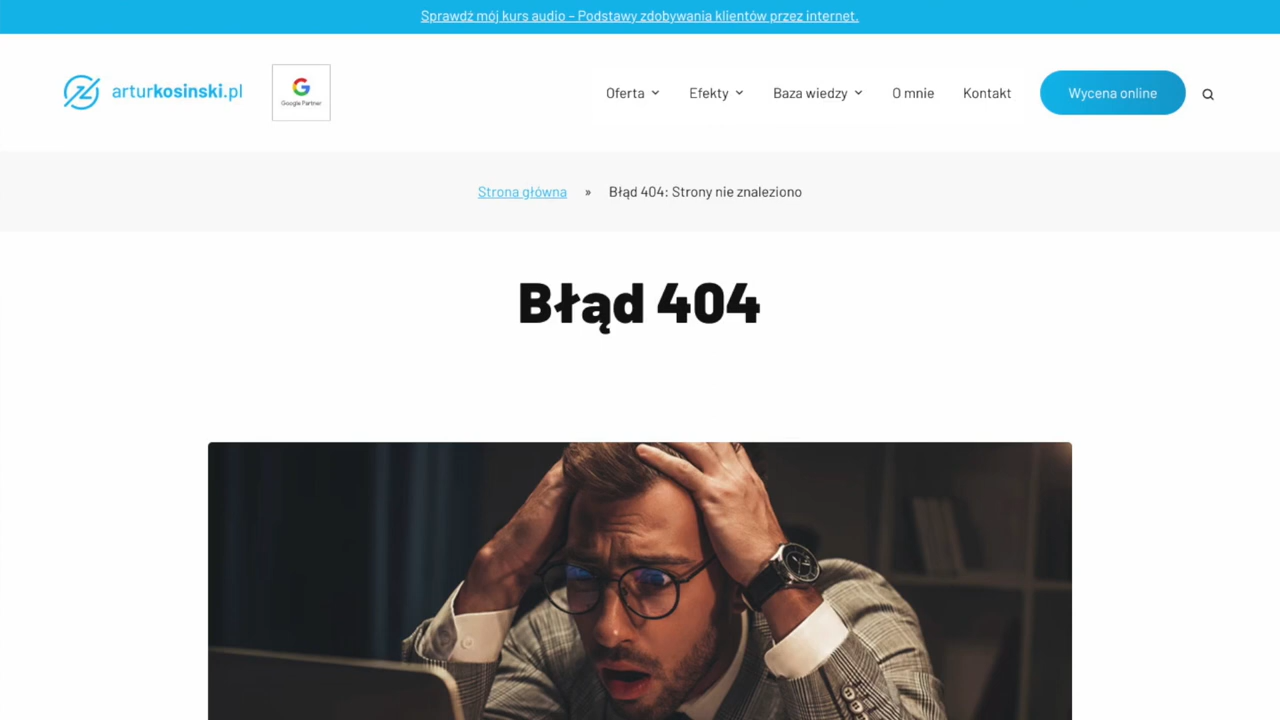 Sprawdź mój kurs audio – Podstawy zdobywania klientów przez internet.
arturkosinski.pl
Google Partner
Oferta Efekty Baza wiedzy O mnie Kontakt Wycena online
Strona główna » Błąd 404: Strony nie znaleziono
Błąd 404